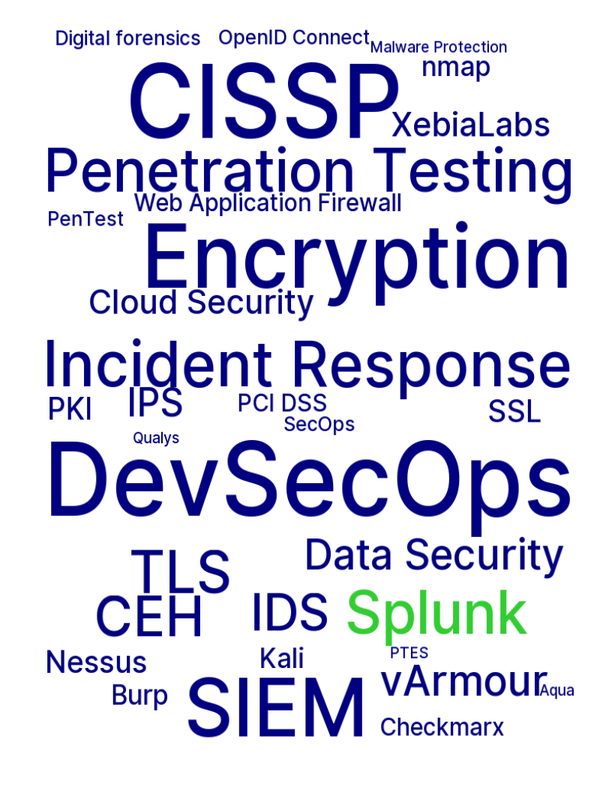 Digital forensics
OpenID Connect
Malware Protection
nmap
CISSP
XebiaLabs
Penetration Testing
Web Application Firewall
PenTest
Encryption
Cloud Security
Incident Response
PKI
IPS
PCI DSS
SSL
SecOps
Qualys
DevSecOps
Data Security
TLS
CEH
IDS
Splunk
Nessus
Kali
PTES
vArmour
Aqua
Burp
SIEM
Checkmarx